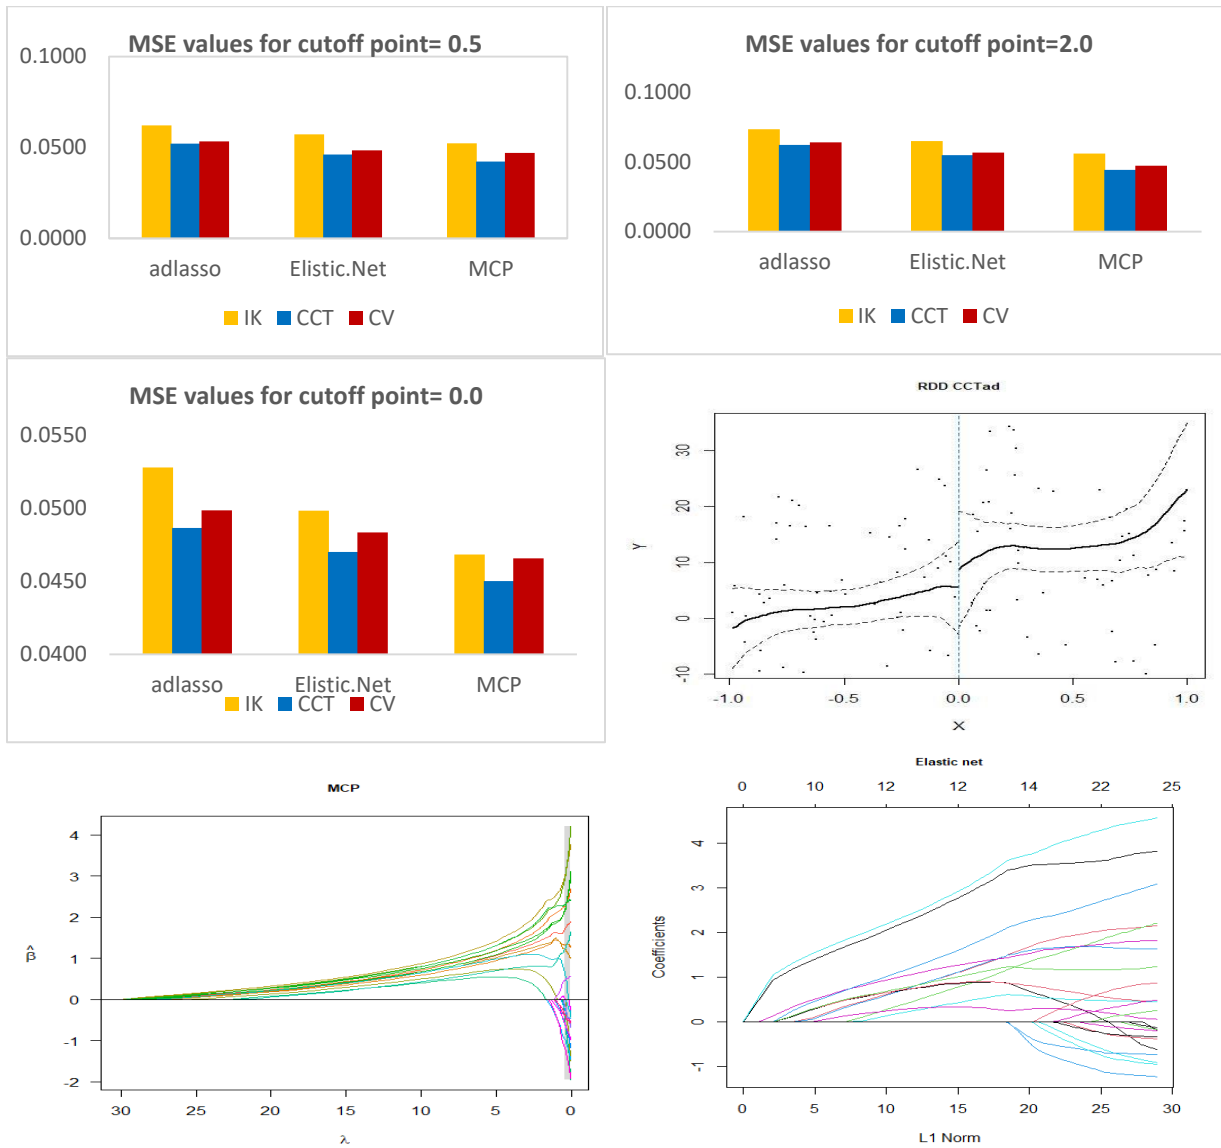 MSE values for cutoff point= 0.5
0.1000
0.0500
0.0000
adlasso Elistic.Net MCP
IK CCT CV
MSE values for cutoff point=2.0
0.1000
0.0500
0.0000
adlasso Elistic.Net MCP
IK CCT CV
MSE values for cutoff point= 0.0
0.0550
0.0500
0.0450
0.0400
adlasso Elistic.Net MCP
IK CCT CV
RDD CCTad
Y
30
20
10
0
-10
-1.0 -0.5 0.0 0.5 1.0
X
MCP
β̂
4
3
2
1
0
-1
-2
30 25 20 15 10 5 0
λ
Elastic net
0 10 12 12 14 22 25
Coefficients
4
3
2
1
0
-1
0 5 10 15 20 25 30
L1 Norm